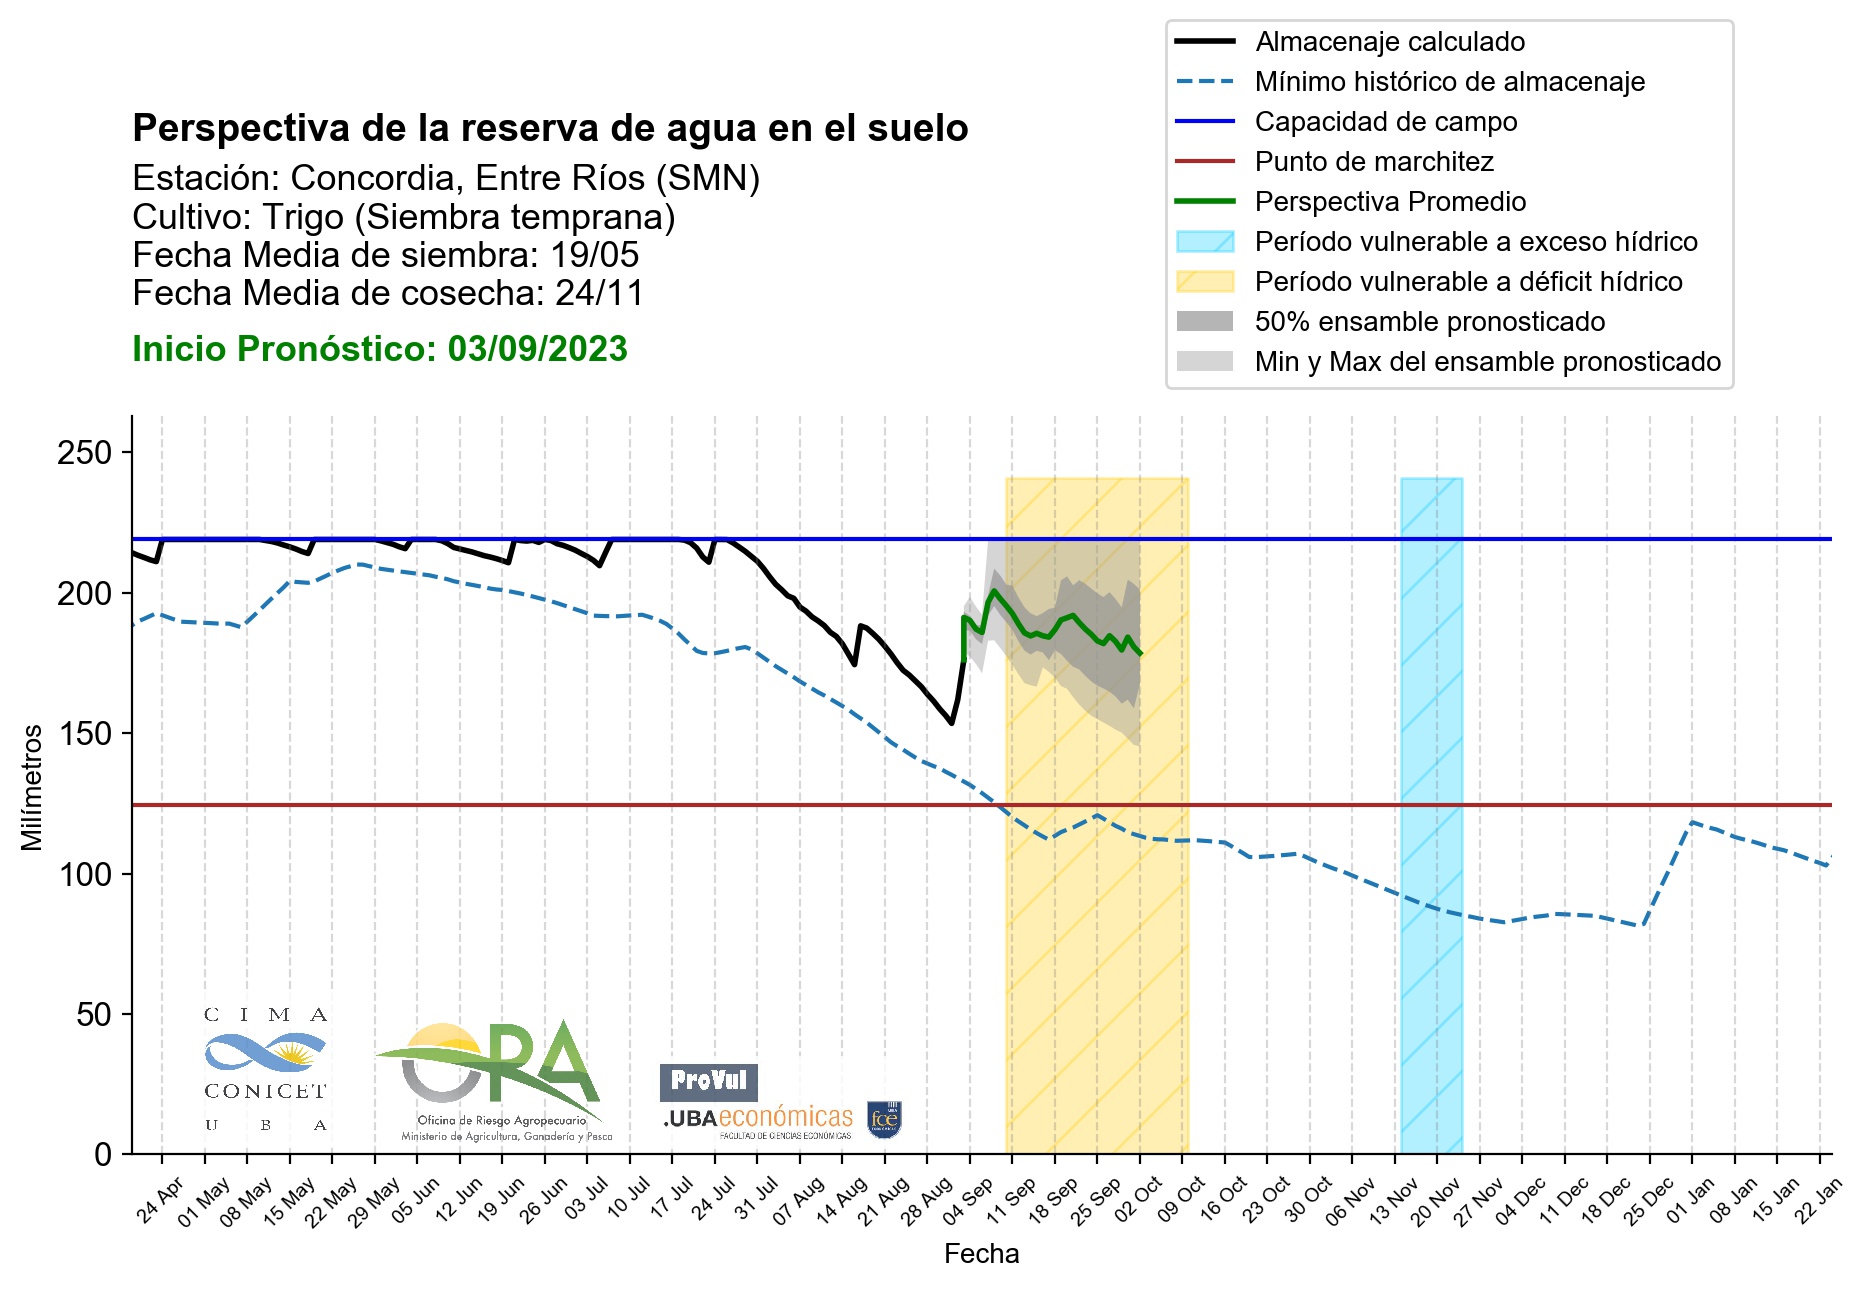 Almacenaje calculado
Mínimo histórico de almacenaje
Capacidad de campo
Punto de marchitez
Perspectiva Promedio
Período vulnerable a exceso hídrico
Período vulnerable a déficit hídrico
50% ensamble pronosticado
Min y Max del ensamble pronosticado
Perspectiva de la reserva de agua en el suelo
Estación: Concordia, Entre Ríos (SMN)
Cultivo: Trigo (Siembra temprana)
Fecha Media de siembra: 19/05
Fecha Media de cosecha: 24/11
Inicio Pronóstico: 03/09/2023
Milímetros
250
200
150
100
50
0
CIMA
CONICET
UBA
ORA
Oficina de Riesgo Agropecuario
Ministerio de Agricultura, Ganadería y Pesca
ProVul
.UBAeconómicas
FACULTAD DE CIENCIAS ECONÓMICAS
fce
24 Apr
01 May
08 May
15 May
22 May
29 May
05 Jun
12 Jun
19 Jun
26 Jun
03 Jul
10 Jul
17 Jul
24 Jul
31 Jul
07 Aug
14 Aug
21 Aug
28 Aug
04 Sep
11 Sep
18 Sep
25 Sep
02 Oct
09 Oct
16 Oct
23 Oct
30 Oct
06 Nov
13 Nov
20 Nov
27 Nov
04 Dec
11 Dec
18 Dec
25 Dec
01 Jan
08 Jan
15 Jan
22 Jan
Fecha